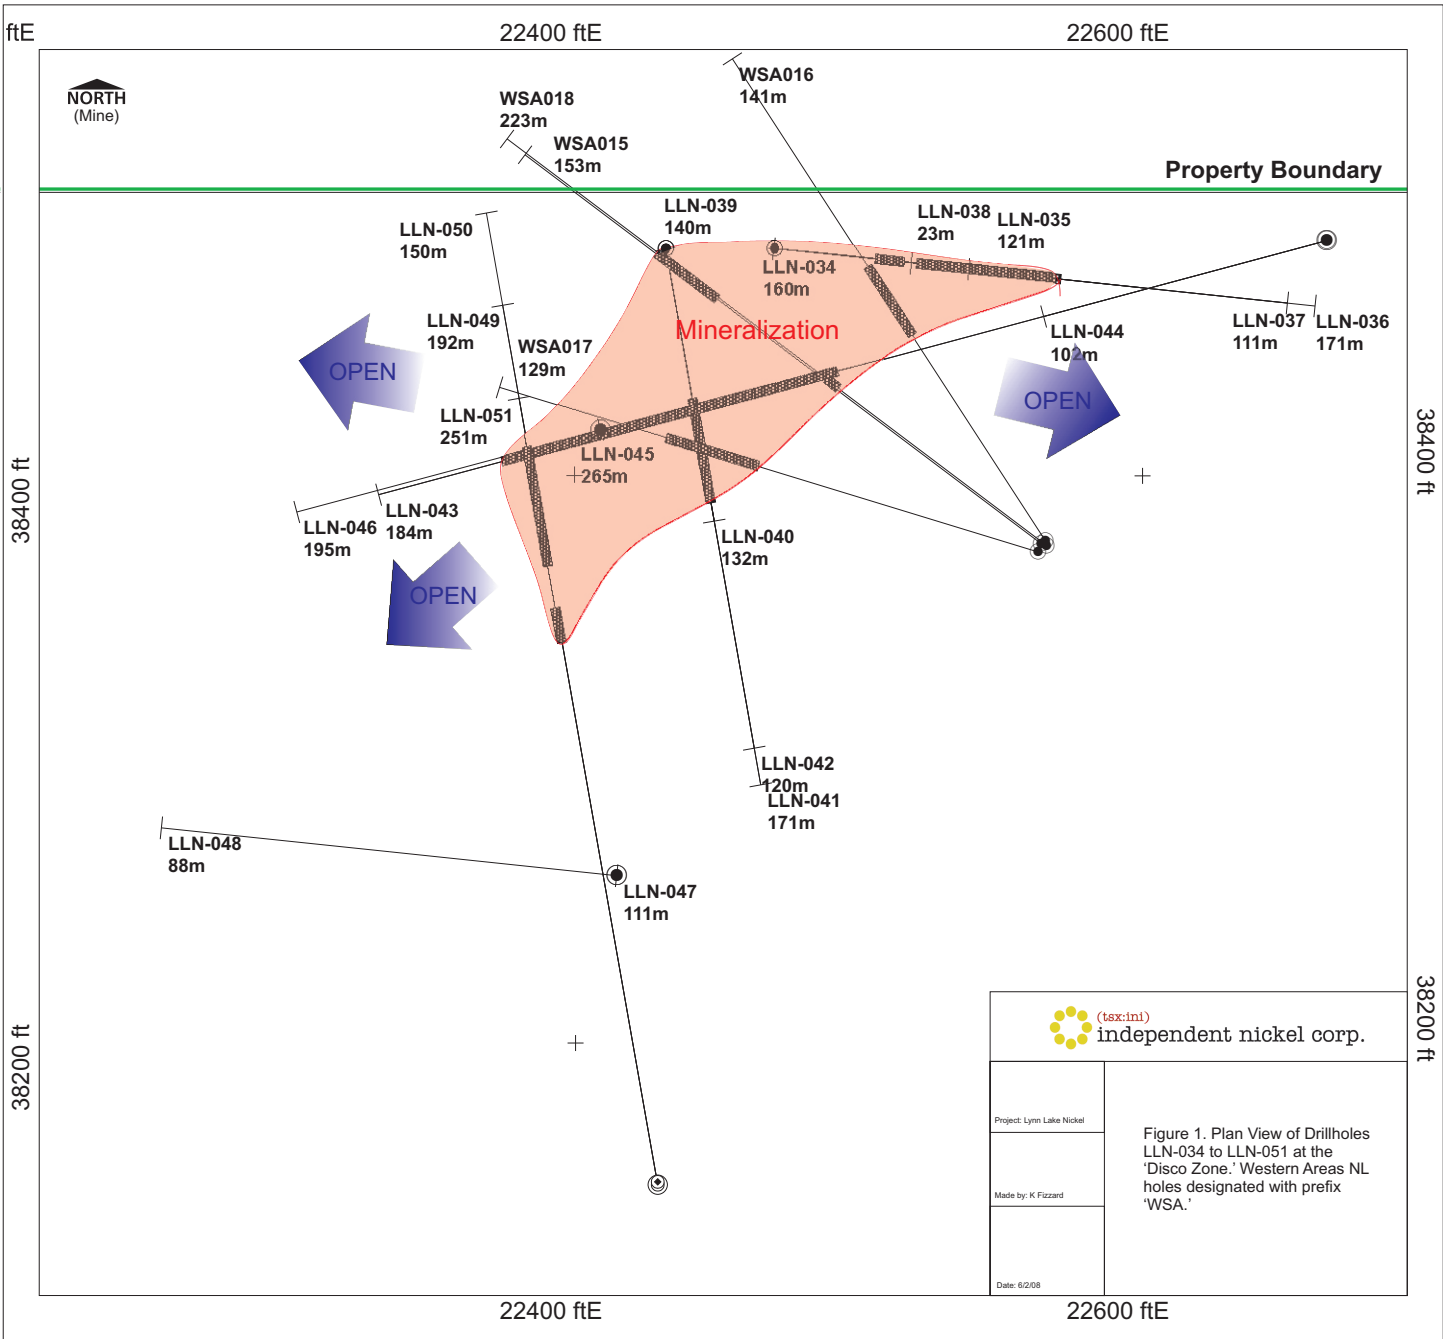 ftE
22400 ftE
22600 ftE
NORTH
(Mine)
WSA016
141m
WSA018
223m
WSA015
153m
Property Boundary
LLN-050
150m
LLN-039
140m
LLN-038
23m
LLN-035
121m
LLN-034
160m
LLN-049
192m
Mineralization
LLN-044
102m
LLN-037
111m
LLN-036
171m
WSA017
129m
OPEN
OPEN
LLN-051
251m
LLN-045
265m
38400 ft
38400 ft
LLN-046
195m
LLN-043
184m
LLN-040
132m
OPEN
LLN-042
120m
LLN-041
171m
LLN-048
88m
LLN-047
111m
38200 ft
38200 ft
(tsx:ini)
independent nickel corp.
Project: Lynn Lake Nickel
Made by: K Fizzard
Date: 6/2/08
Figure 1. Plan View of Drillholes
LLN-034 to LLN-051 at the
‘Disco Zone.’ Western Areas NL
holes designated with prefix
‘WSA.’
22400 ftE
22600 ftE